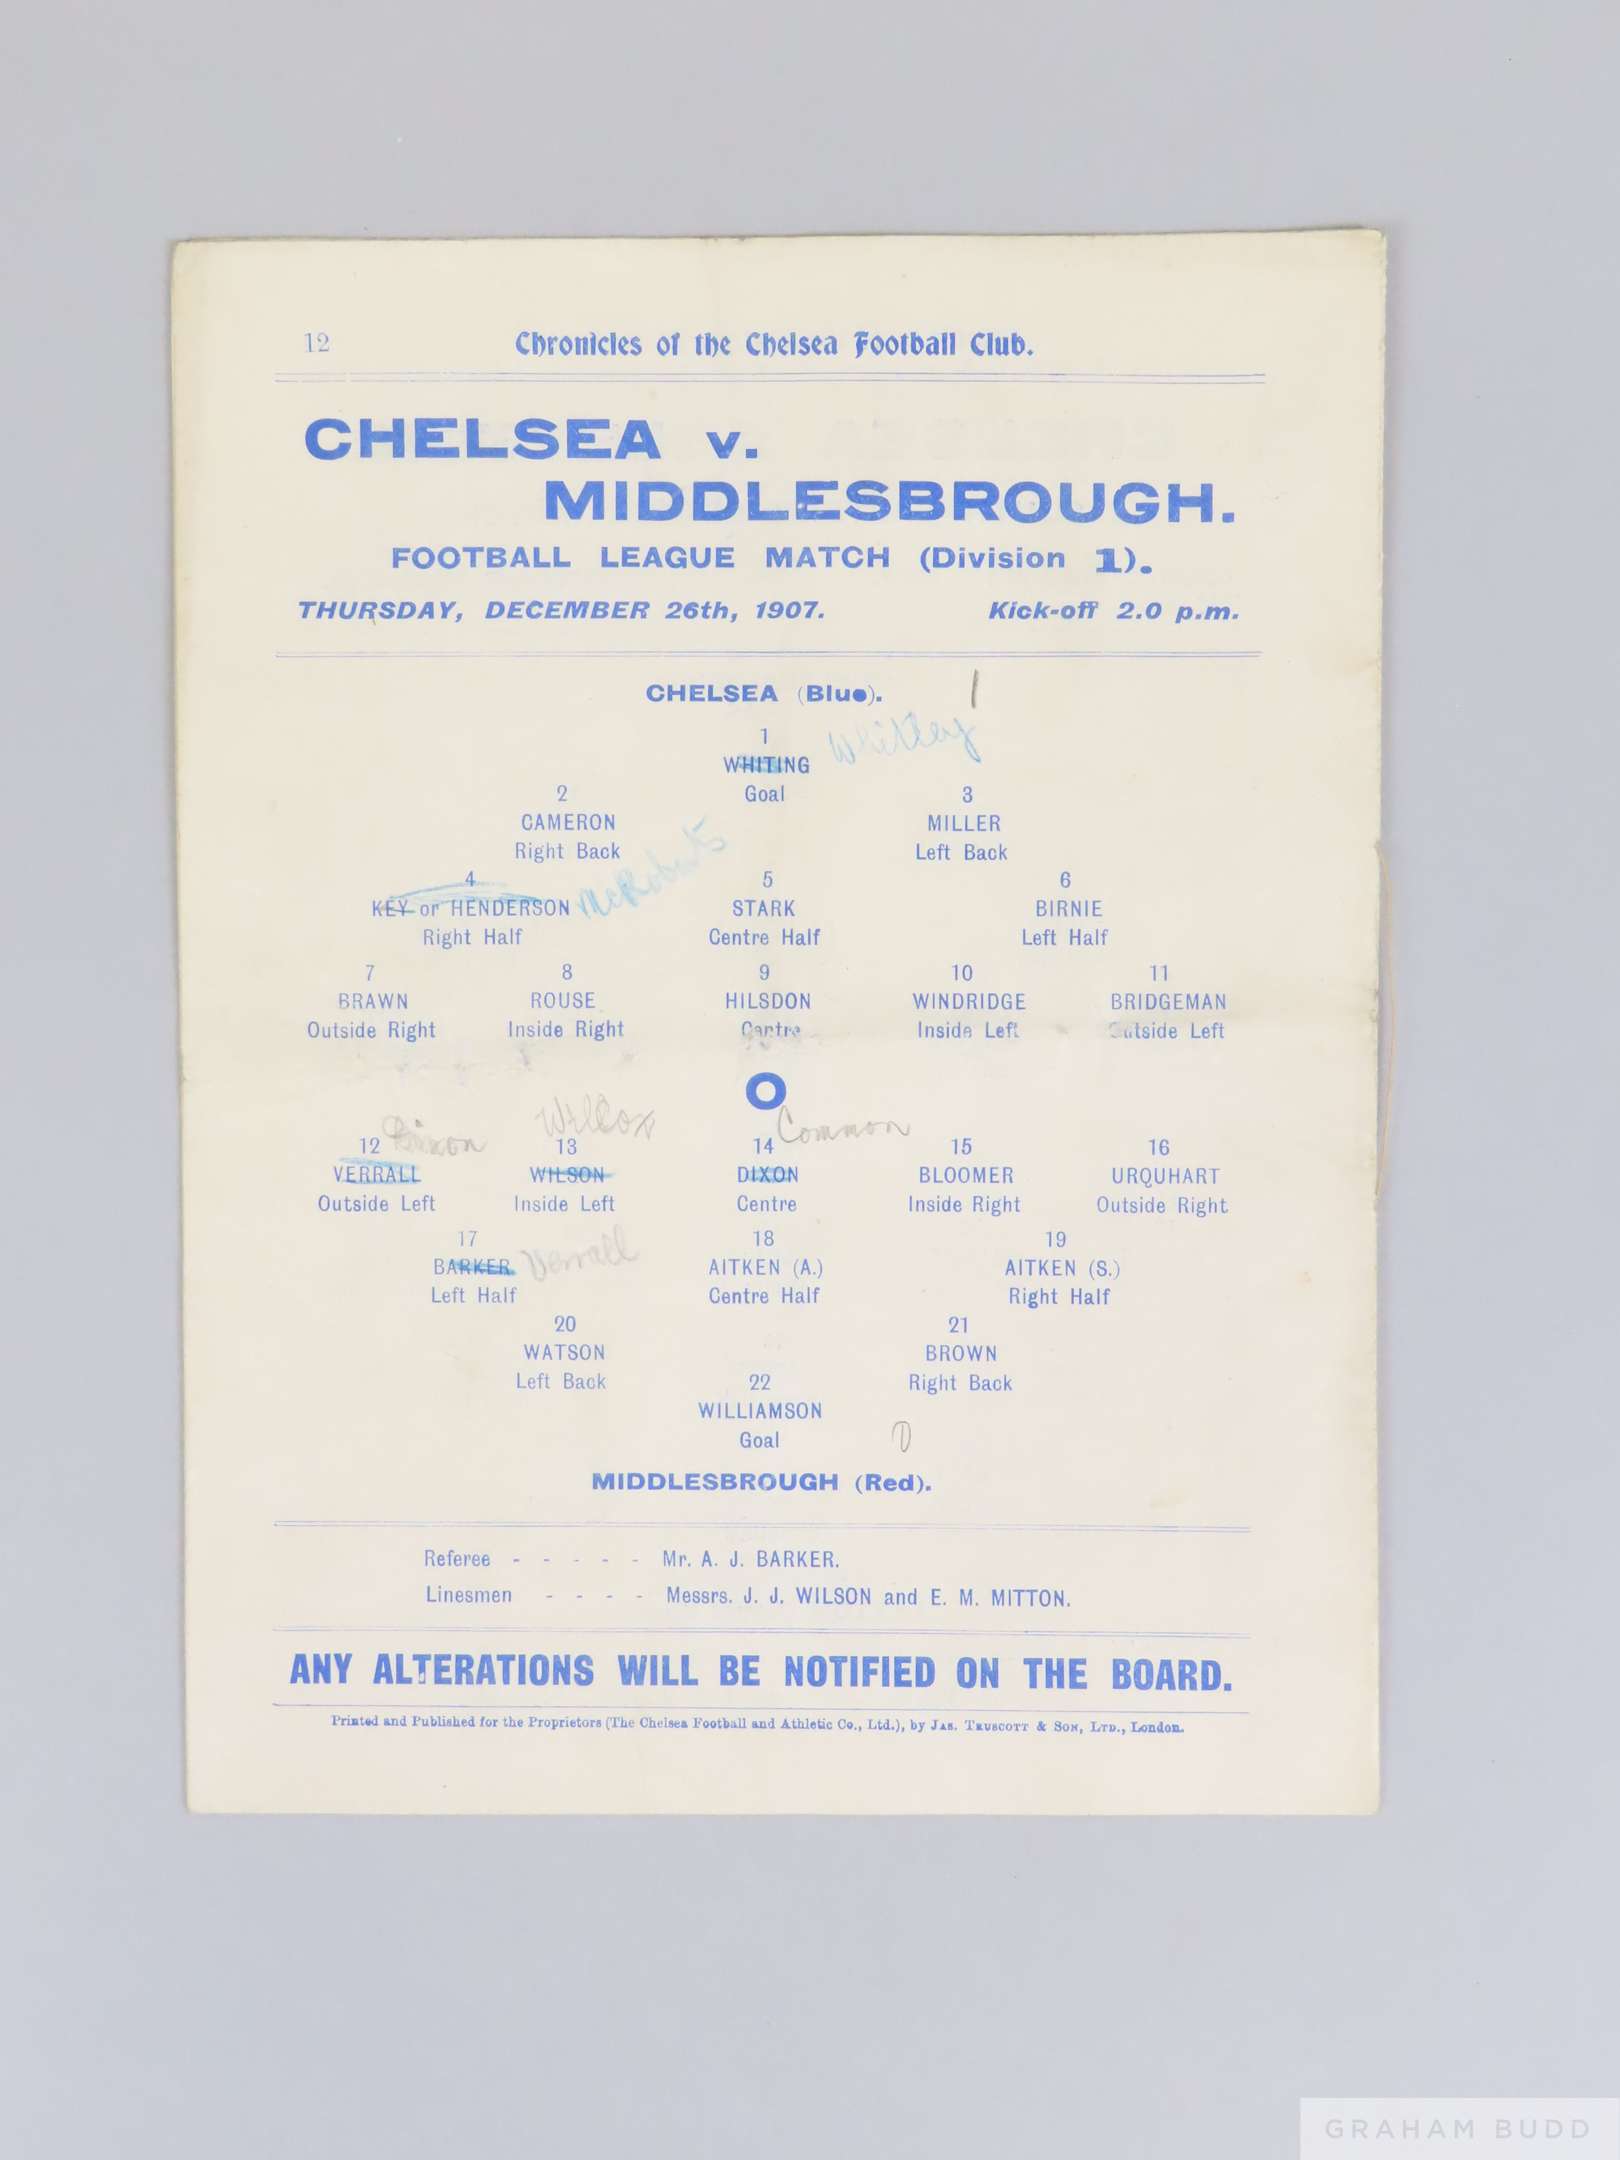 12 Chronicles of the Chelsea Football Club.
CHELSEA v.
MIDDLESBROUGH.
FOOTBALL LEAGUE MATCH (Division 1).
THURSDAY, DECEMBER 26th, 1907. Kick-off 2.0 p.m.
CHELSEA (Blue). 1
1 Whitley
WHITING
2 Goal 3
CAMERON MILLER
Right Back Left Back
4 5 6
KEY or HENDERSON McRoberts STARK BIRNIE
Right Half Centre Half Left Half
7 8 9 10 11
BRAWN ROUSE HILSDON WINDRIDGE BRIDGEMAN
Outside Right Inside Right Centre Inside Left Outside Left
O
Wilcox Common
12 13 14 15 16
VERRALL WILSON DIXON BLOOMER URQUHART
Outside Left Inside Left Centre Inside Right Outside Right
17 18 19
BARKER Verrall AITKEN (A.) AITKEN (S.)
Left Half Centre Half Right Half
20 21
WATSON BROWN
Left Back 22 Right Back
WILLIAMSON
Goal 0
MIDDLESBROUGH (Red).
Referee - - - - - Mr. A. J. BARKER.
Linesmen - - - - Messrs. J. J. WILSON and E. M. MITTON.
ANY ALTERATIONS WILL BE NOTIFIED ON THE BOARD.
Printed and Published for the Proprietors (The Chelsea Football and Athletic Co., Ltd.), by JAS. TRUSCOTT & SON, LTD., London.
GRAHAM BUDD